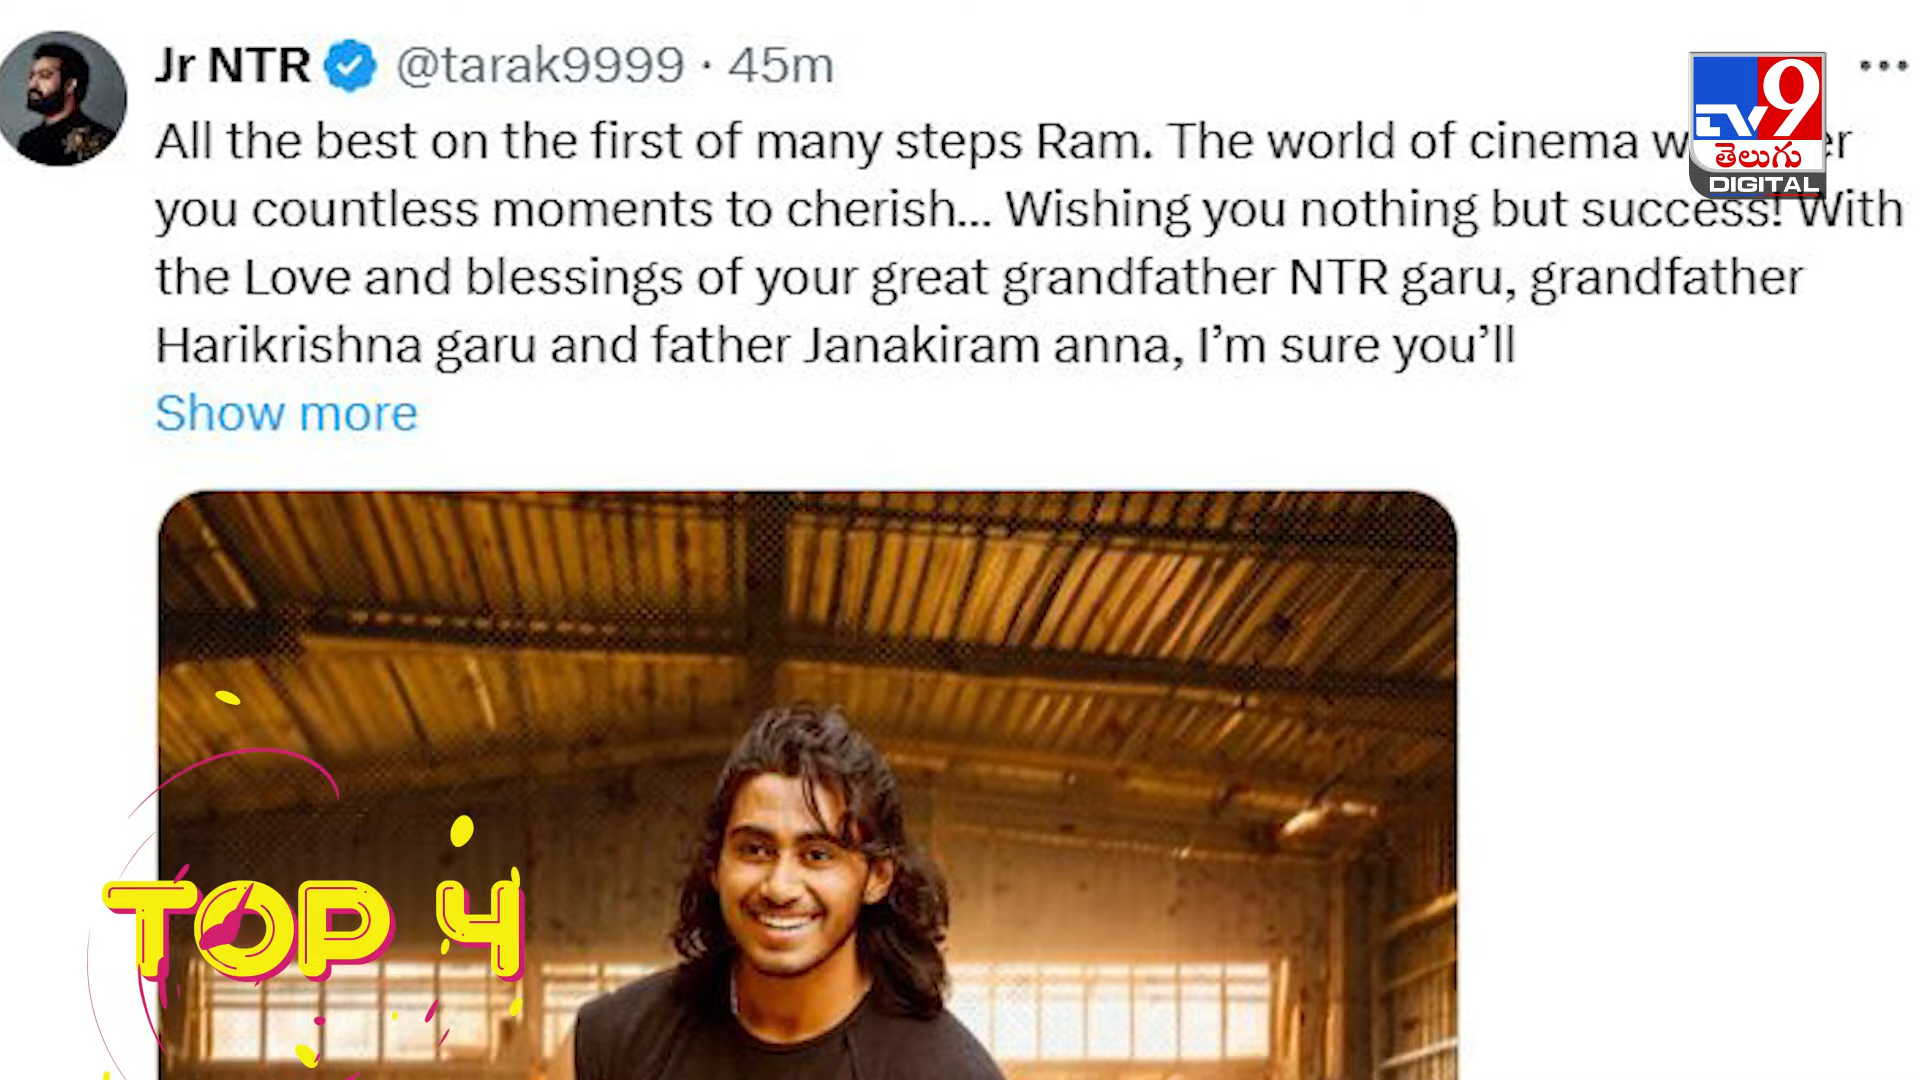 Jr NTR @tarak9999 · 45m
All the best on the first of many steps Ram. The world of cinema
you countless moments to cherish... Wishing you nothing but success! With
the Love and blessings of your great grandfather NTR garu, grandfather
Harikrishna garu and father Janakiram anna, I’m sure you’ll
Show more
TV9
తెలుగు
DIGITAL
TOP 4